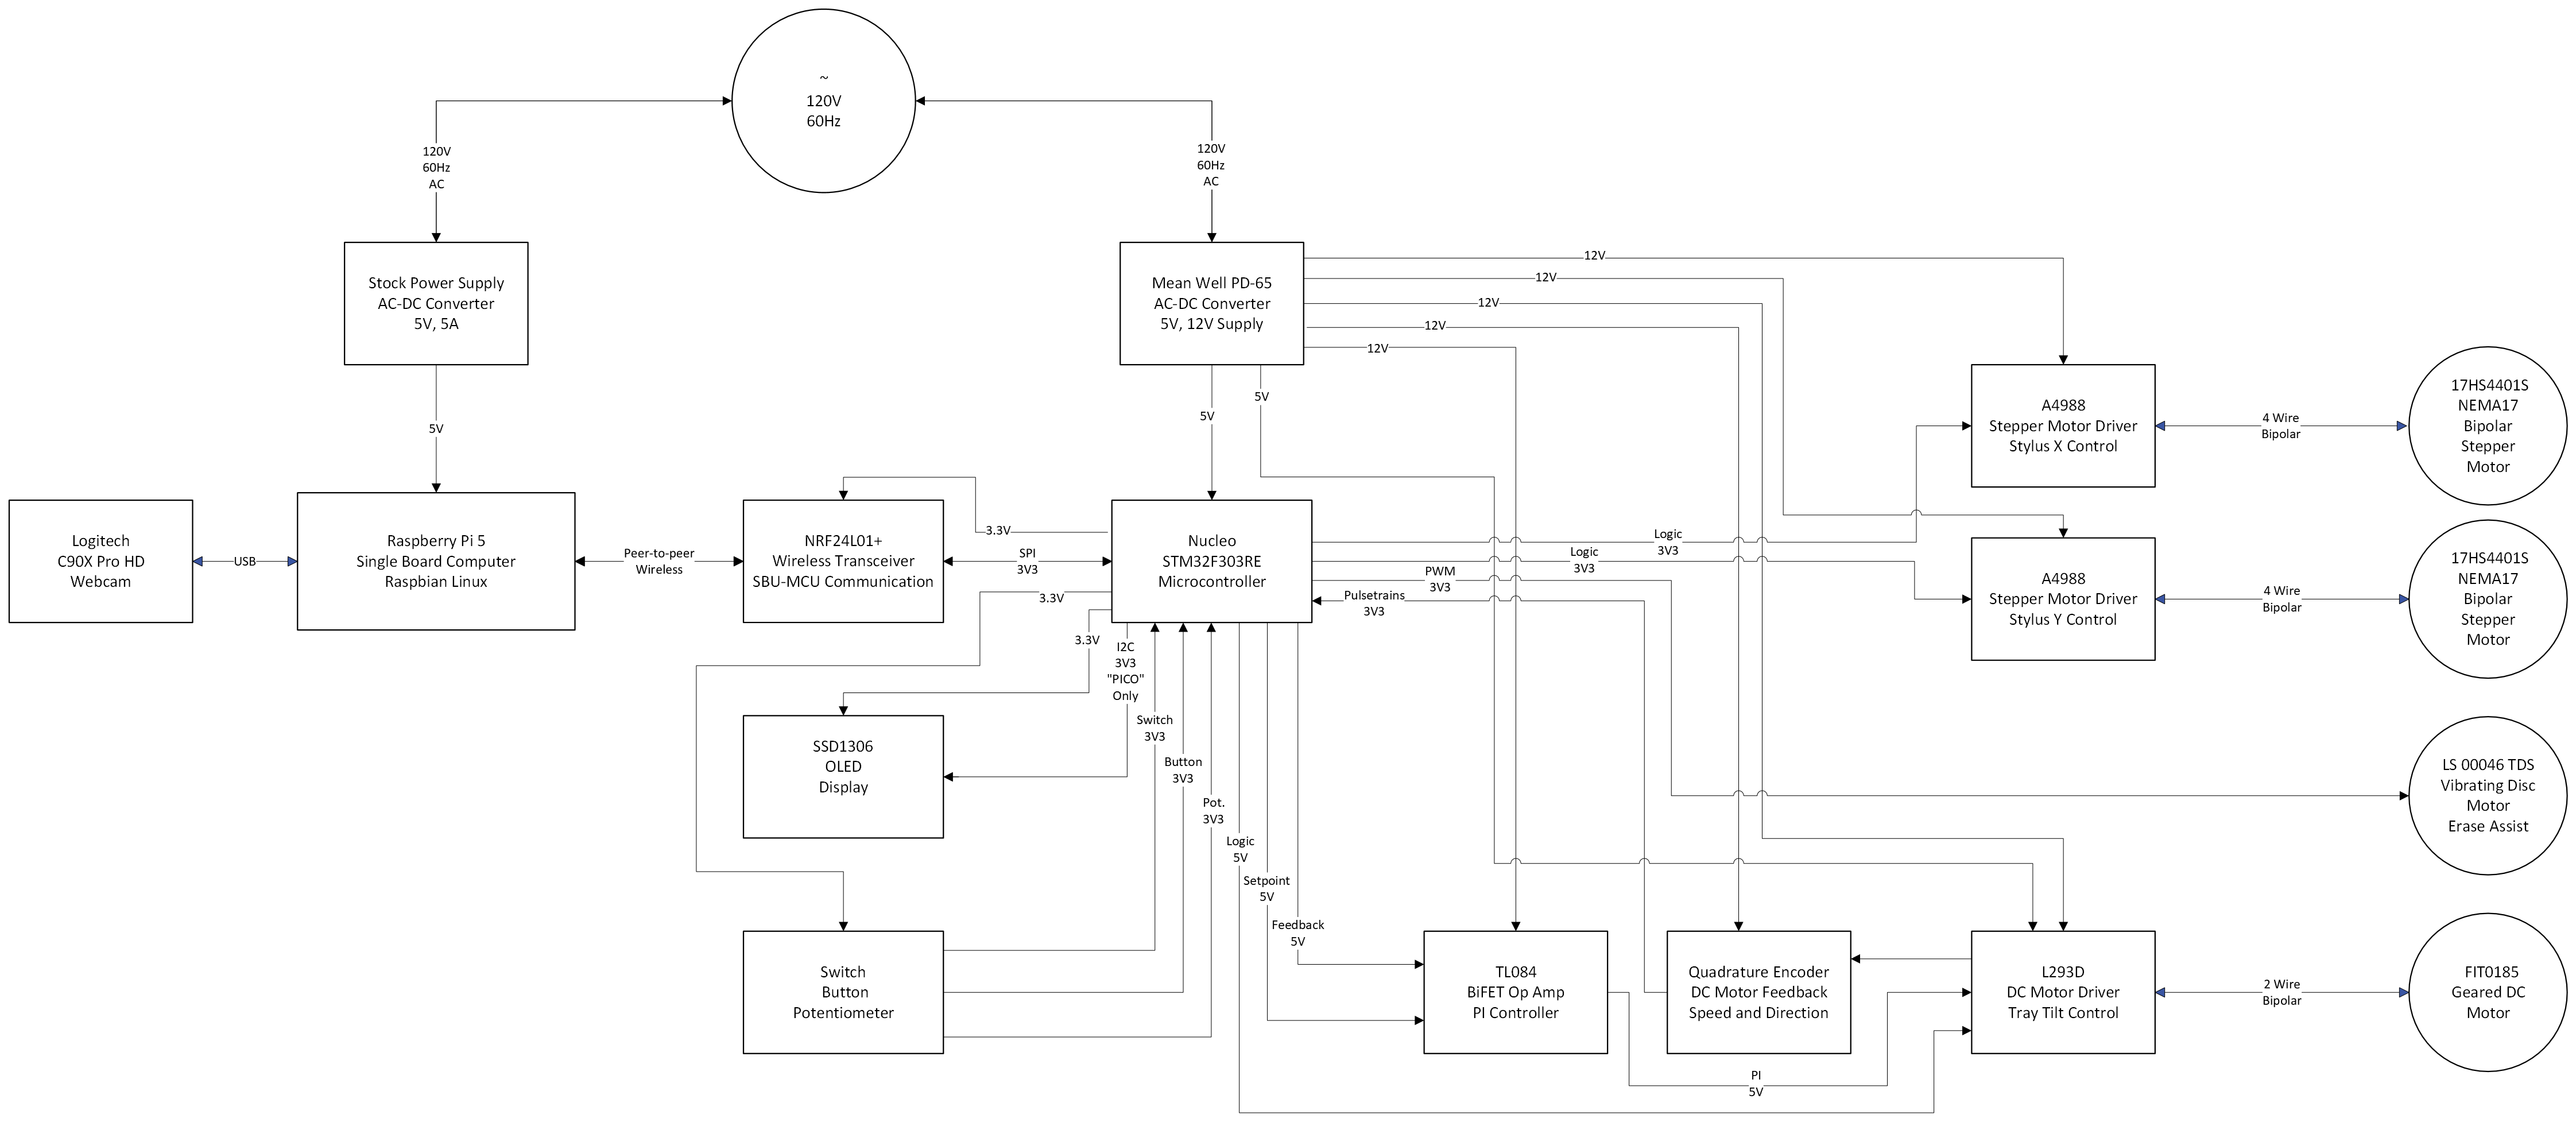 ~
120V
60Hz
120V
60Hz
AC
120V
60Hz
AC
Stock Power Supply
AC-DC Converter
5V, 5A
Mean Well PD-65
AC-DC Converter
5V, 12V Supply
12V
12V
12V
12V
12V
5V
5V
5V
A4988
Stepper Motor Driver
Stylus X Control
4 Wire
Bipolar
17HS4401S
NEMA17
Bipolar
Stepper
Motor
Logitech
C90X Pro HD
Webcam
USB
Raspberry Pi 5
Single Board Computer
Raspbian Linux
Peer-to-peer
Wireless
NRF24L01+
Wireless Transceiver
SBU-MCU Communication
3.3V
SPI
3V3
3.3V
Nucleo
STM32F303RE
Microcontroller
Logic
3V3
Logic
3V3
PWM
3V3
Pulsetrains
3V3
A4988
Stepper Motor Driver
Stylus Y Control
4 Wire
Bipolar
17HS4401S
NEMA17
Bipolar
Stepper
Motor
3.3V
I2C
3V3
"PICO"
Only
Switch
3V3
Button
3V3
Pot.
3V3
Logic
5V
Setpoint
5V
Feedback
5V
SSD1306
OLED
Display
LS 00046 TDS
Vibrating Disc
Motor
Erase Assist
Switch
Button
Potentiometer
TL084
BiFET Op Amp
PI Controller
Quadrature Encoder
DC Motor Feedback
Speed and Direction
L293D
DC Motor Driver
Tray Tilt Control
2 Wire
Bipolar
FIT0185
Geared DC
Motor
PI
5V